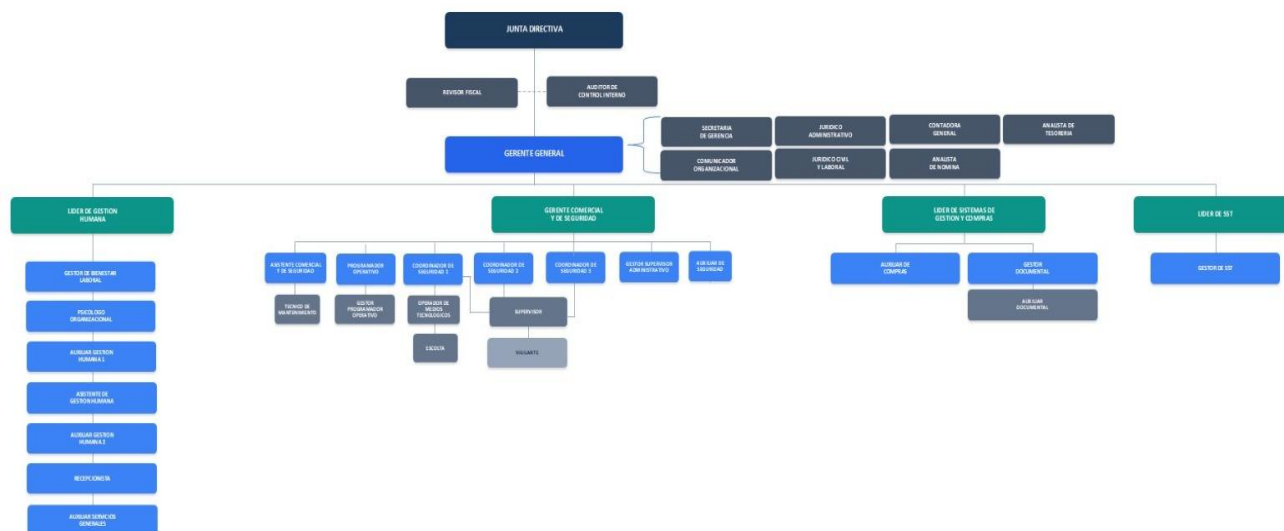 JUNTA DIRECTIVA
REVISOR FISCAL
AUDITOR DE
CONTROL INTERNO
GERENTE GENERAL
SECRETARIA
DE GERENCIA
JURIDICO
ADMINISTRATIVO
CONTADORA
GENERAL
ANALISTA DE
TESORERIA
COMUNICADOR
ORGANIZACIONAL
JURIDICO CIVIL
Y LABORAL
ANALISTA
DE NOMINA
LIDER DE GESTION
HUMANA
GERENTE COMERCIAL
Y DE SEGURIDAD
LIDER DE SISTEMAS DE
GESTION Y COMPRAS
LIDER DE SST
GESTOR DE BIENESTAR
LABORAL
PSICOLOGO
ORGANIZACIONAL
AUXILIAR GESTION
HUMANA 1
ASISTENTE DE
GESTION HUMANA
AUXILIAR GESTION
HUMANA 2
RECEPCIONISTA
AUXILIAR SERVICIOS
GENERALES
ASISTENTE COMERCIAL
Y DE SEGURIDAD
PROGRAMADOR
OPERATIVO
COORDINADOR DE
SEGURIDAD 1
COORDINADOR DE
SEGURIDAD 2
COORDINADOR DE
SEGURIDAD 3
GESTOR SUPERVISOR
ADMINISTRATIVO
AUXILIAR DE
SEGURIDAD
TECNICO DE
MANTENIMIENTO
GESTOR
PROGRAMADOR
OPERATIVO
OPERADOR DE
MEDIOS
TECNOLOGICOS
SUPERVISOR
ESCOLTA
VIGILANTE
AUXILIAR DE
COMPRAS
GESTOR
DOCUMENTAL
AUXILIAR
DOCUMENTAL
GESTOR DE SST